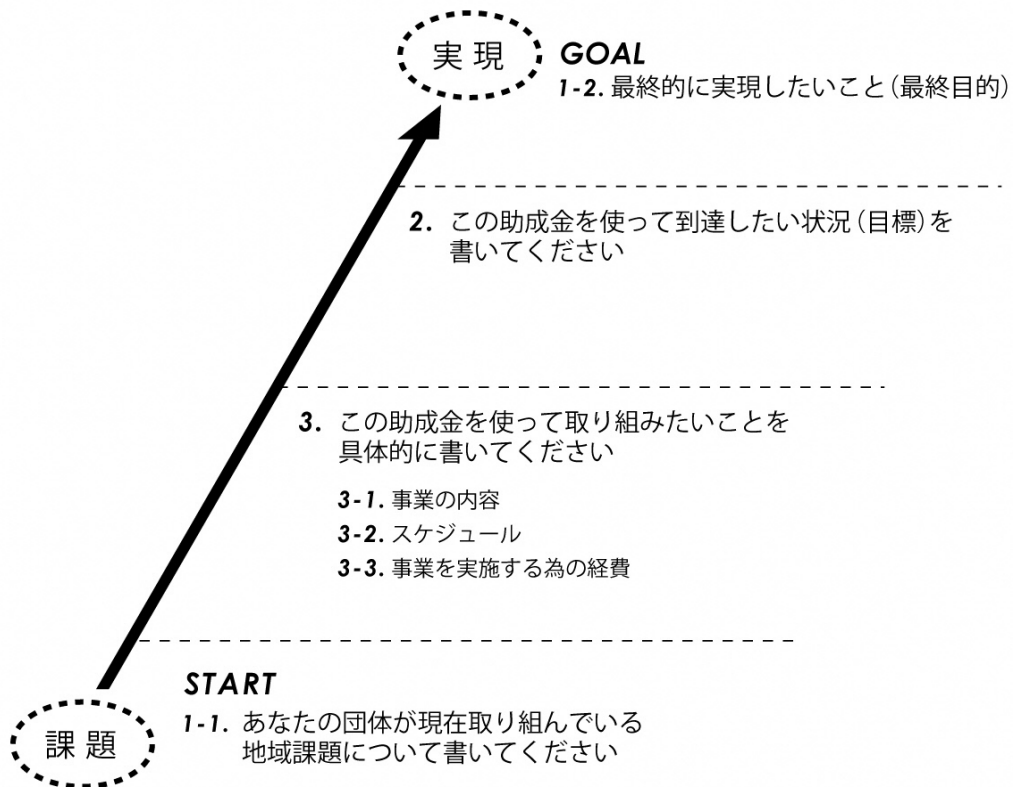 実現
GOAL
1-2. 最終的に実現したいこと(最終目的)
2. この助成金を使って到達したい状況(目標)を
書いてください
3. この助成金を使って取り組みたいことを
具体的に書いてください
3-1. 事業の内容
3-2. スケジュール
3-3. 事業を実施する為の経費
START
1-1. あなたの団体が現在取り組んでいる
地域課題について書いてください
課題